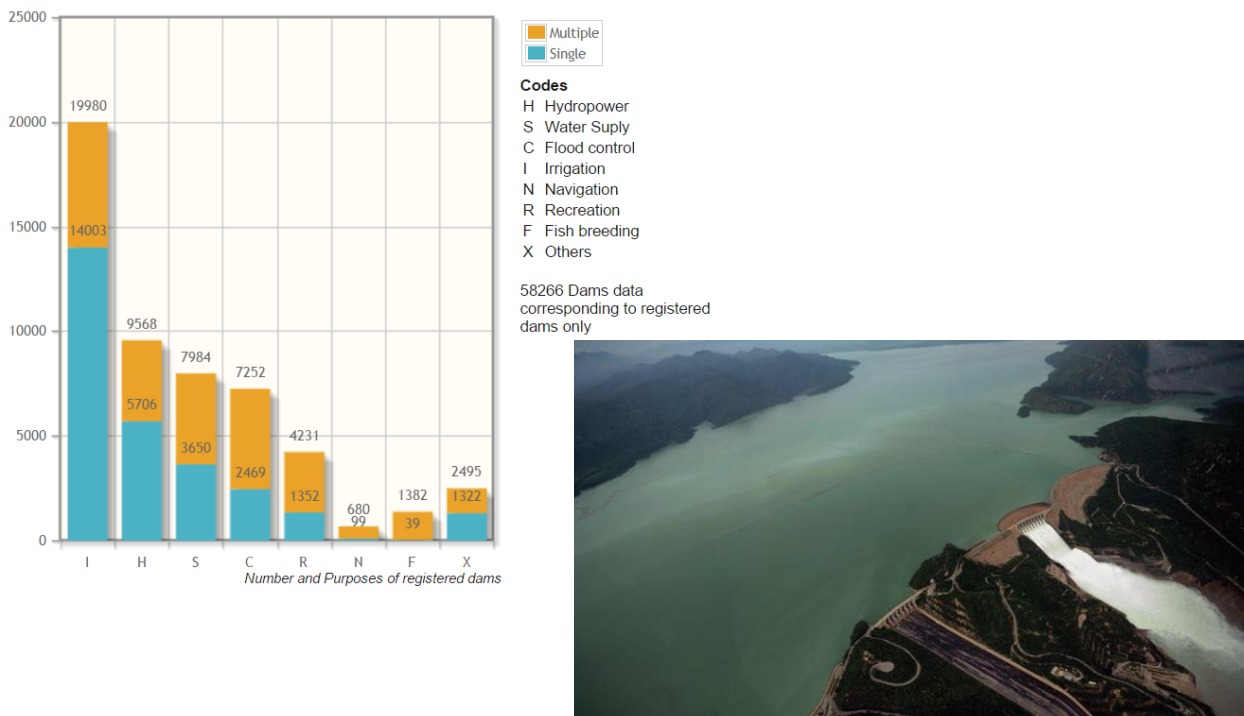 25000
20000
15000
10000
5000
0
19980
14003
9568
5706
7984
3650
7252
2469
4231
1352
680
99
1382
39
2495
1322
I H S C R N F X
Number and Purposes of registered dams
Multiple
Single
Codes
H Hydropower
S Water Suply
C Flood control
I Irrigation
N Navigation
R Recreation
F Fish breeding
X Others
58266 Dams data
corresponding to registered
dams only